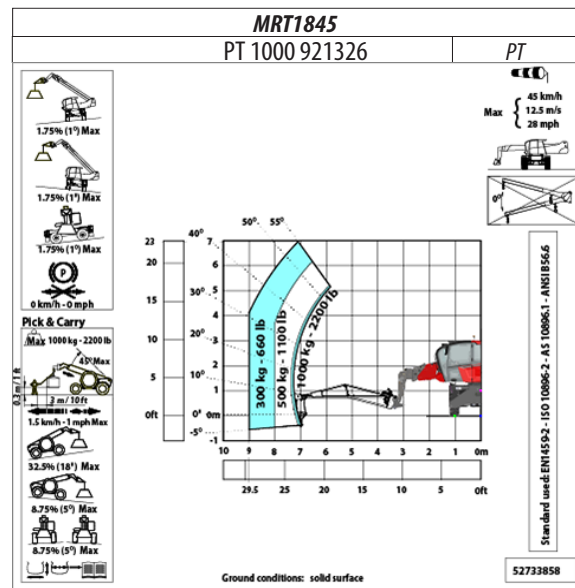 MRT1845
PT 1000 921326
PT
1.75% (1°) Max
1.75% (1°) Max
1.75% (1°) Max
P
0 km/h - 0 mph
Pick & Carry
Max 1000 kg - 2200 lb
45° Max
0.3 m / 1 ft
3 m / 10 ft
1.5 km/h - 1 mph Max
32.5% (18°) Max
8.75% (5°) Max
8.75% (5°) Max
Max
45 km/h
12.5 m/s
28 mph
0°
55°
50°
40°
30°
20°
10°
0°
-5°
23
20
15
10
5
0ft
7
6
5
4
3
2
1
0m
-1
300 kg - 660 lb
500 kg - 1100 lb
1000 kg - 2200 lb
10 9 8 7 6 5 4 3 2 1 0m
29.5 25 20 15 10 5 0ft
Standard used: EN1459-2 - ISO 10896-2 - AS 10896.1 - ANSI B56.6
Ground conditions: solid surface
52733858